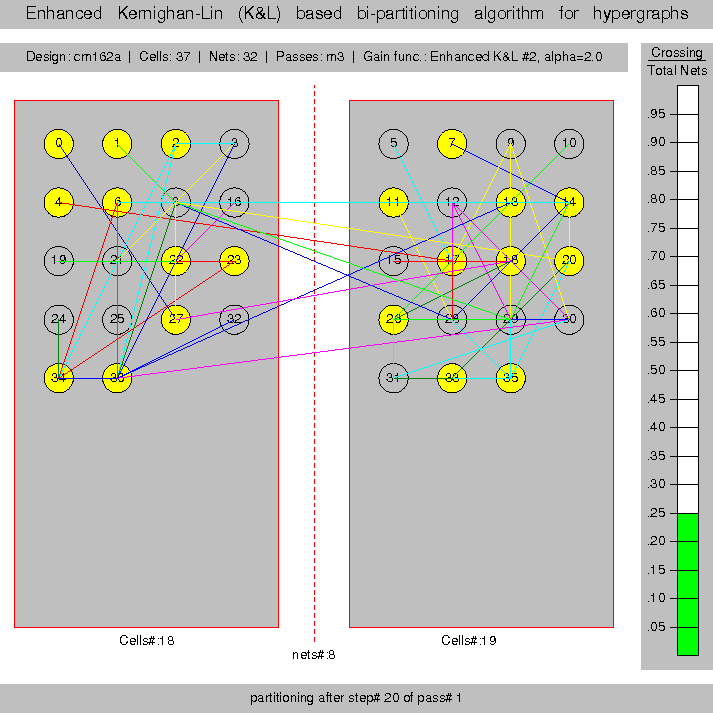 Enhanced Kernighan-Lin (K&L) based bi-partitioning algorithm for hypergraphs
Design: cm162a | Cells: 37 | Nets: 32 | Passes: m3 | Gain func.: Enhanced K&L #2, alpha=2.0
Crossing
Total Nets
0 1 2 3 5 7 9 10
4 6 8 16 11 12 13 14
19 21 22 23 15 17 18 20
24 25 27 32 26 28 29 30
34 36 31 33 35
.95
.90
.85
.80
.75
.70
.65
.60
.55
.50
.45
.40
.35
.30
.25
.20
.15
.10
.05
Cells#:18
Cells#:19
nets#:8
partitioning after step# 20 of pass# 1